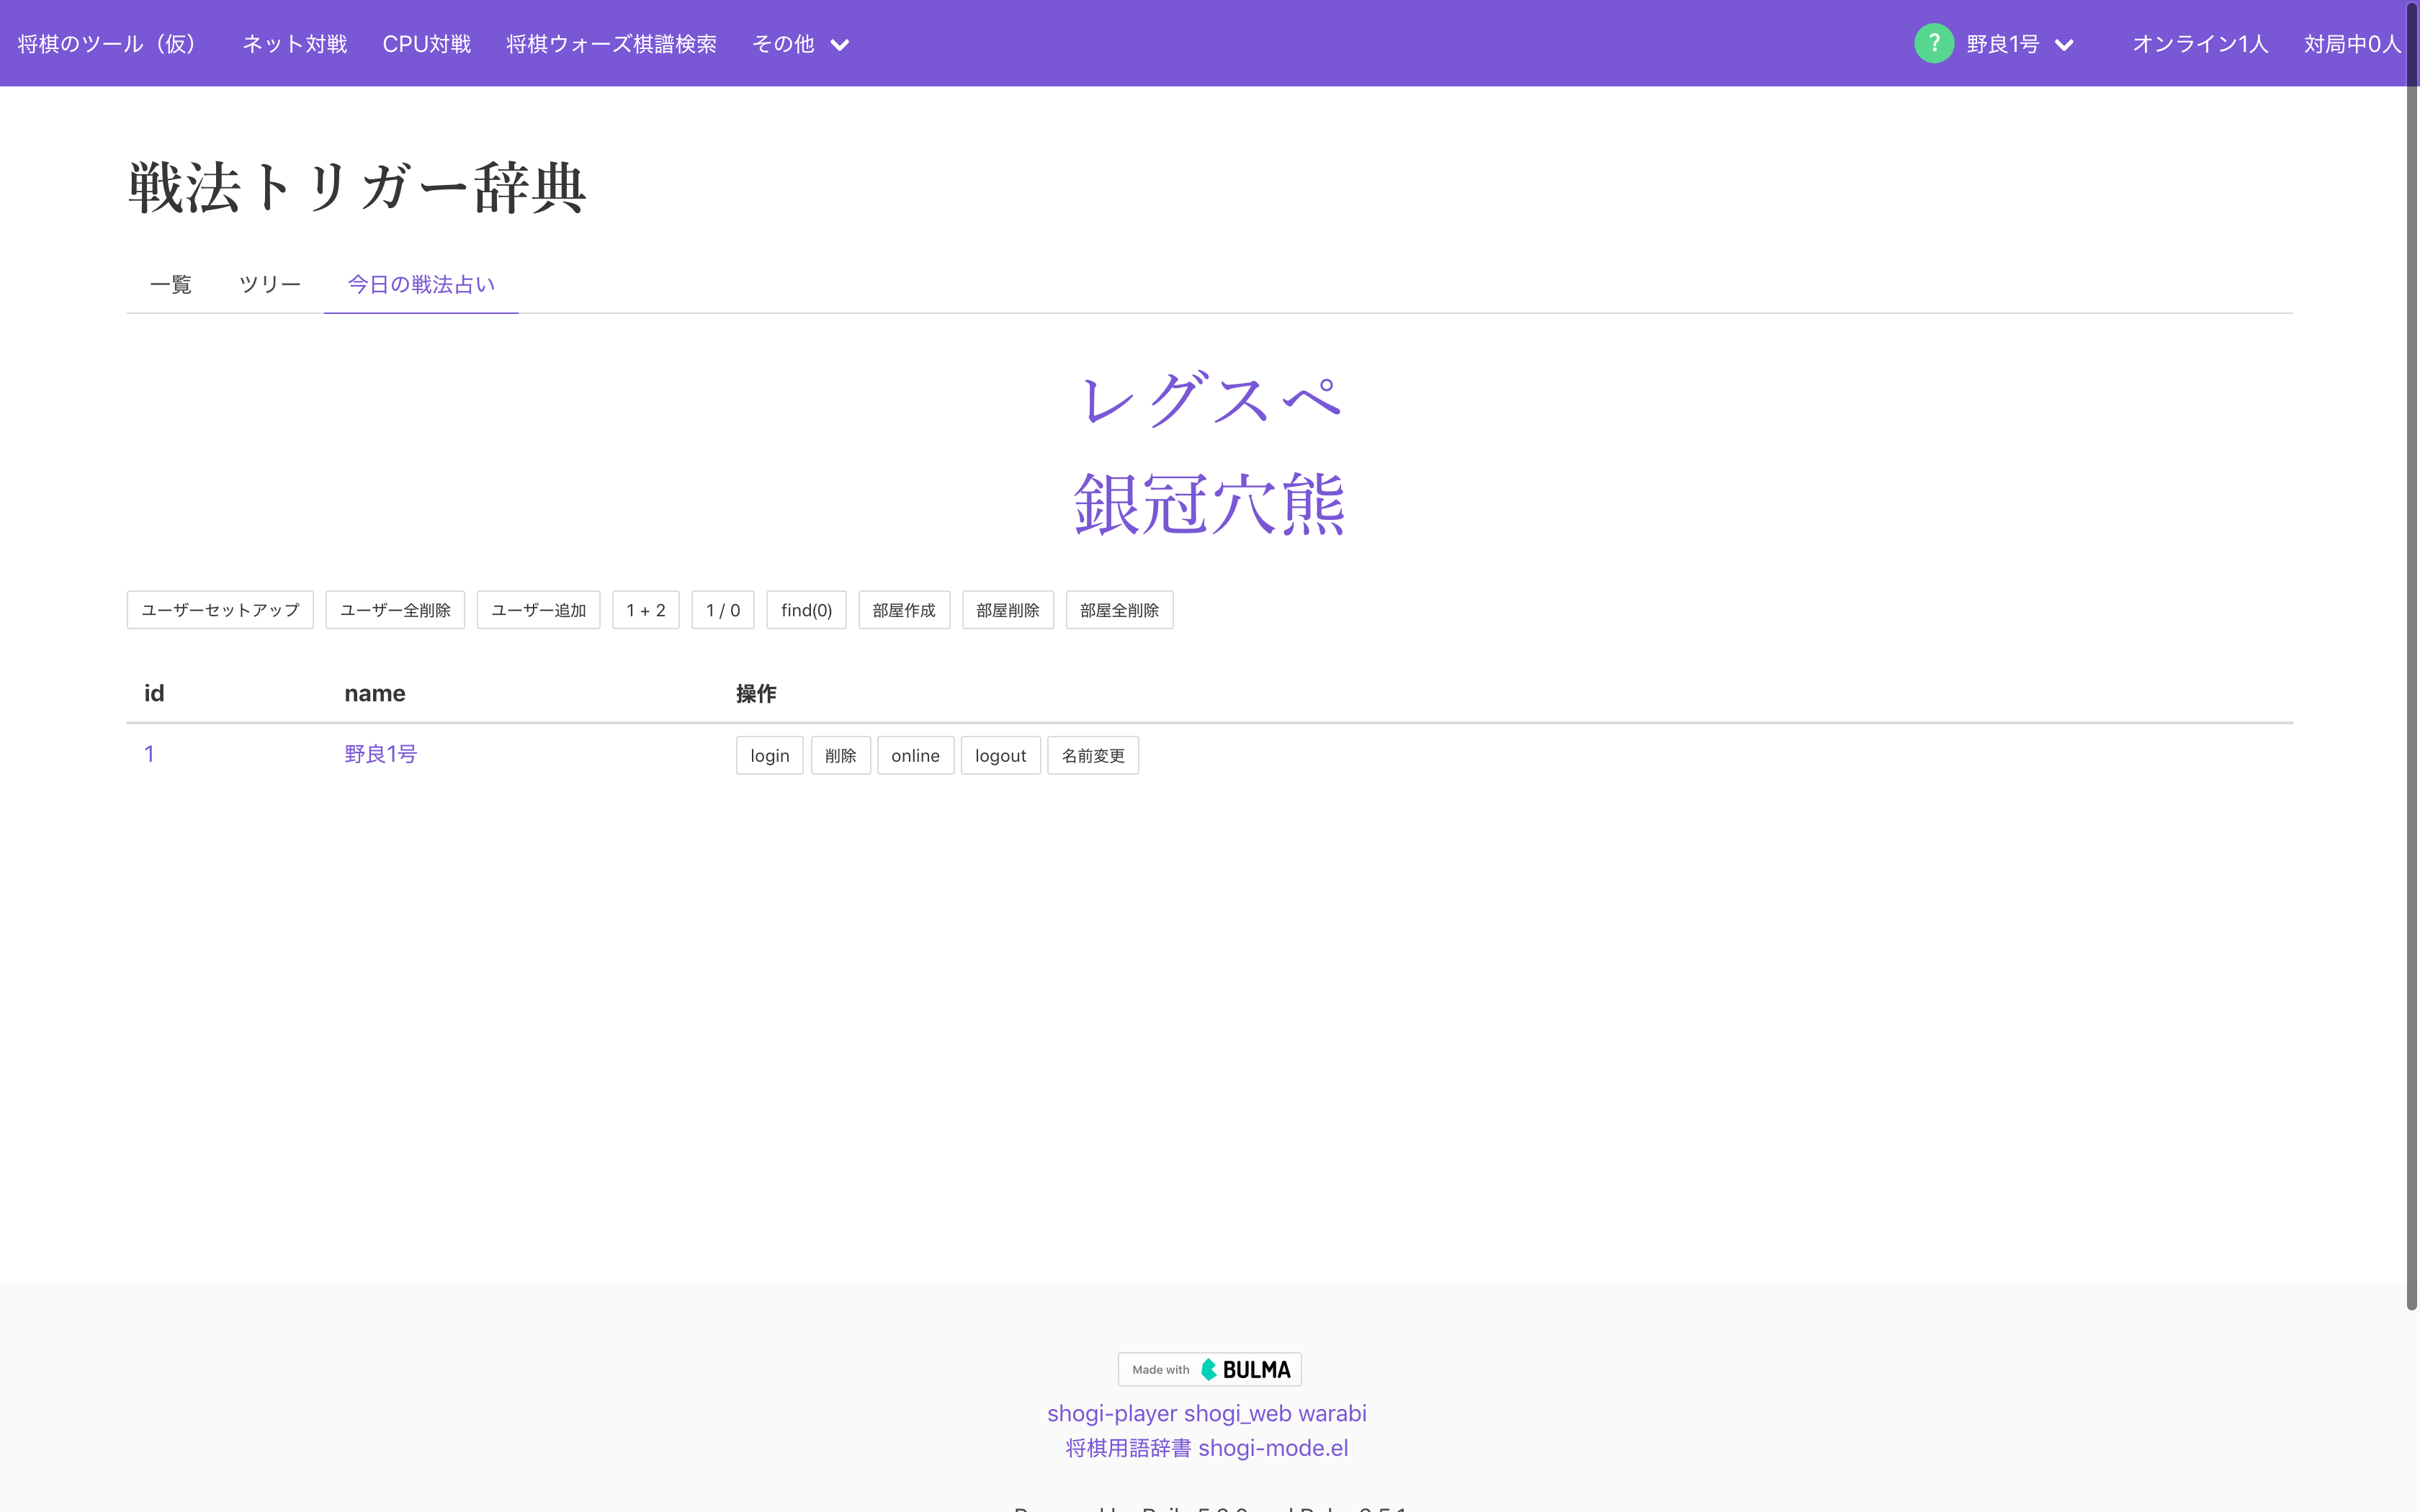 将棋のツール（仮） ネット対戦 CPU対戦 将棋ウォーズ棋譜検索 その他 ? 野良1号 オンライン1人 対局中0人
戦法トリガー辞典
一覧 ツリー 今日の戦法占い
レグスペ
銀冠穴熊
ユーザーセットアップ ユーザー全削除 ユーザー追加 1 + 2 1 / 0 find(0) 部屋作成 部屋削除 部屋全削除
id name 操作
1 野良1号 login 削除 online logout 名前変更
Made with BULMA
shogi-player shogi_web warabi
将棋用語辞書 shogi-mode.el